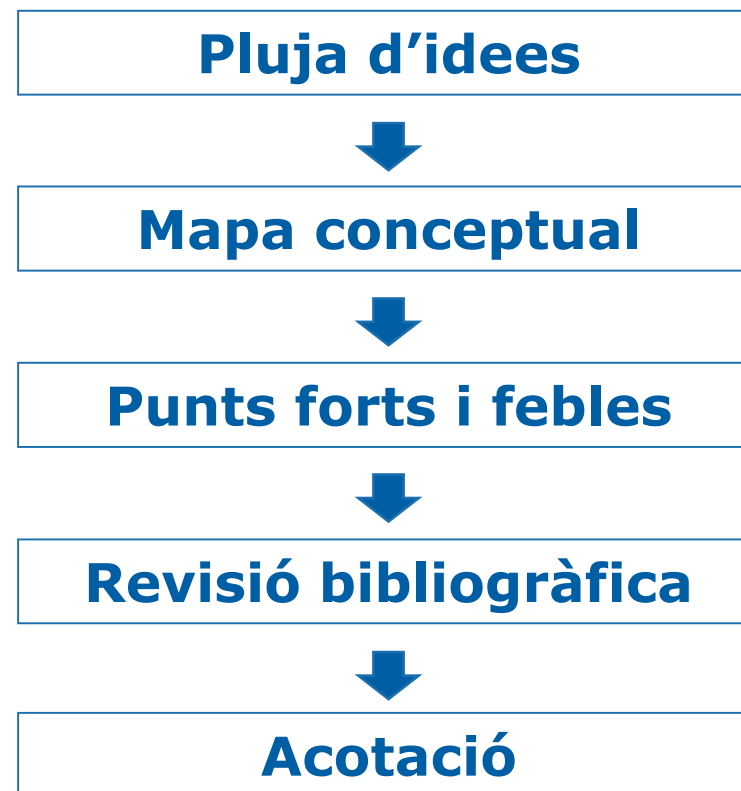 Pluja d’idees
Mapa conceptual
Punts forts i febles
Revisió bibliogràfica
Acotació